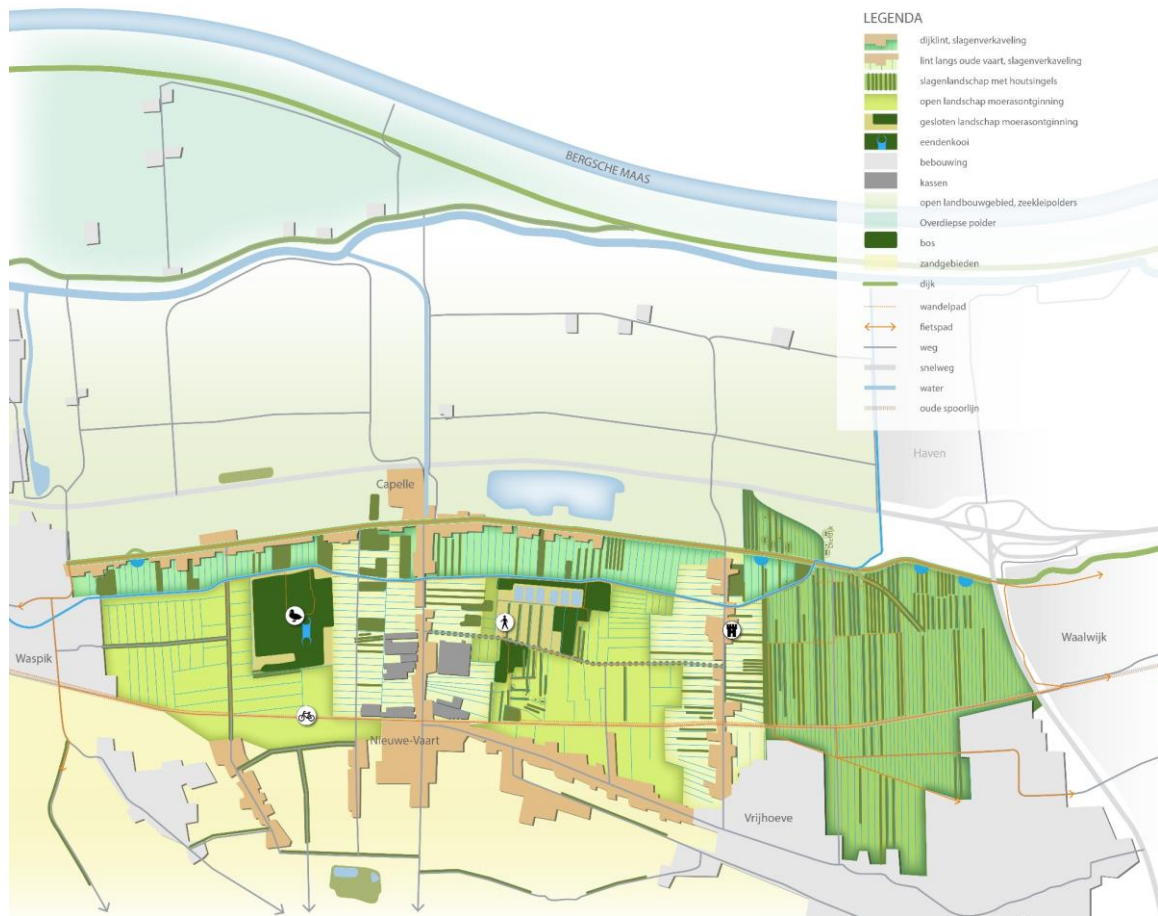 LEGENDA
dijklint, slagenverkaveling
lint langs oude vaart, slagenverkaveling
slagenlandschap met houtsingels
open landschap moerasontginning
gesloten landschap moerasontginning
eendenkooi
bebouwing
kassen
open landbouwgebied, zeekleipolders
Overdiepse polder
bos
zandgebieden
dijk
wandelpad
fietspad
weg
snelweg
water
oude spoorlijn
BERGSCHE MAAS
Haven
Capelle
Waalwijk
Waspik
Nieuwe-Vaart
Vrijhoeve